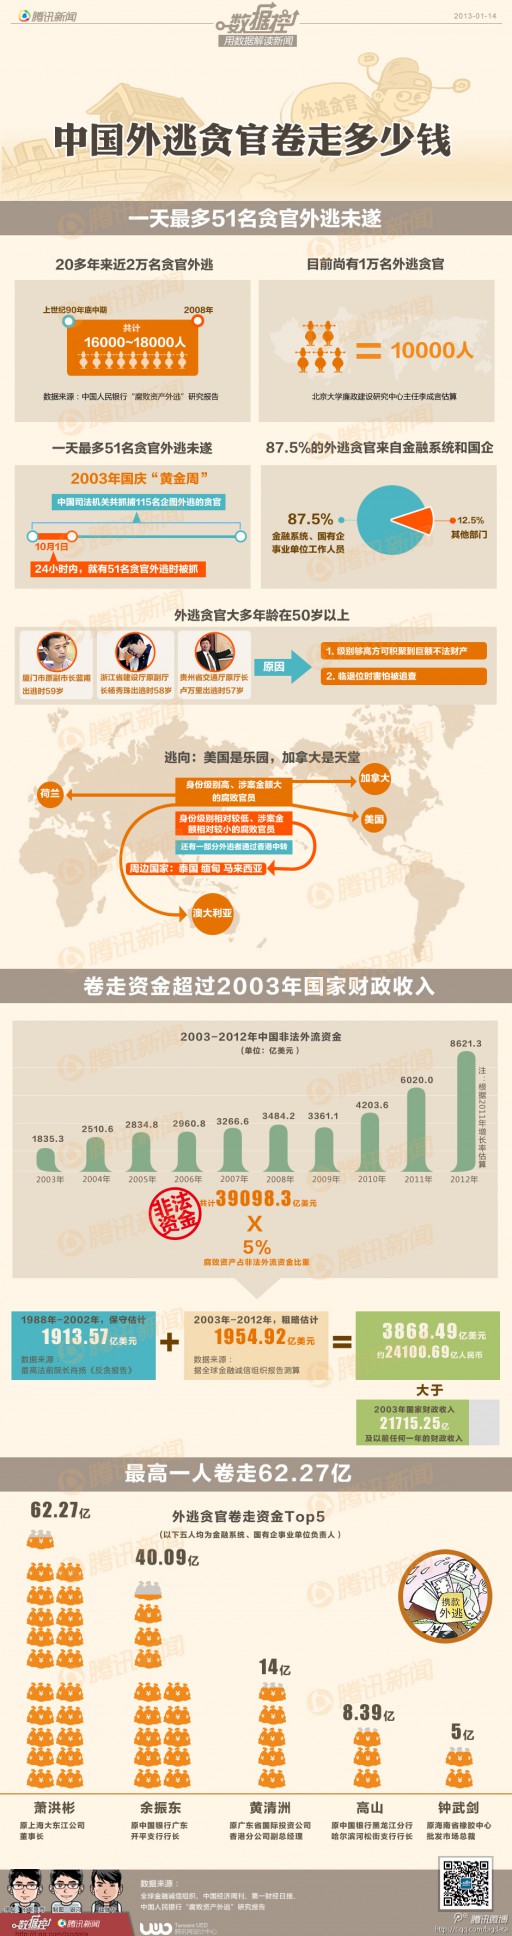 腾讯新闻
数据控
用数据解读新闻
2013-01-14
外逃贪官
中国外逃贪官卷走多少钱
一天最多51名贪官外逃未遂
20多年来近2万名贪官外逃
目前尚有1万名外逃贪官
上世纪90年底中期
2008年
共计
16000~18000人
=10000人
数据来源：中国人民银行“腐败资产外逃”研究报告
北京大学廉政建设研究中心主任李成言估算
一天最多51名贪官外逃未遂
87.5%的外逃贪官来自金融系统和国企
2003年国庆“黄金周”
中国司法机关共抓捕115名企图外逃的贪官
10月1日
24小时内，就有51名贪官外逃时被抓
87.5%
金融系统、国有企
事业单位工作人员
12.5%
其他部门
外逃贪官大多年龄在50岁以上
厦门市原副市长蓝甫
出逃时59岁
浙江省建设厅原副厅
长杨秀珠出逃时58岁
贵州省交通厅原厅长
卢万里出逃时57岁
原因
1. 级别够高方可积聚到巨额不法财产
2. 临退位时害怕被追查
逃向：美国是乐园，加拿大是天堂
荷兰
身份级别高、涉案金额大
的腐败官员
加拿大
美国
身份级别相对较低、涉案金
额相对较小的腐败官员
还有一部分外逃者通过香港中转
周边国家：泰国 缅甸 马来西亚
澳大利亚
卷走资金超过2003年国家财政收入
2003-2012年中国非法外流资金
(单位：亿美元)
1835.3
2510.6
2834.8
2960.8
3266.6
3484.2
3361.1
4203.6
6020.0
8621.3
注：根据2011年增长率估算
2003年
2004年
2005年
2006年
2007年
2008年
2009年
2010年
2011年
2012年
非法
资金
共计39098.3亿美元
X
5%
腐败资产占非法外流资金比重
1988年-2002年，保守估计
1913.57亿美元
数据来源：
最高法前院长肖扬《反贪报告》
+
2003年-2012年，粗略估计
1954.92亿美元
数据来源：
据全球金融诚信组织报告测算
=
3868.49亿美元
约24100.69亿人民币
大于
2003年国家财政收入
21715.25亿
及以前任何一年的财政收入
最高一人卷走62.27亿
外逃贪官卷走资金Top5
(以下五人均为金融系统、国有企事业单位负责人)
62.27亿
40.09亿
14亿
8.39亿
5亿
携款
外逃
萧洪彬
原上海大东江公司
董事长
余振东
原中国银行广东
开平支行行长
黄清洲
原广东省国际投资公司
香港分公司副总经理
高山
原中国银行黑龙江分行
哈尔滨河松街支行行长
钟武剑
原海南省橡胶中心
批发市场总裁
数据来源：
全球金融诚信组织、中国经济周刊、第一财经日报、
中国人民银行“腐败资产外逃”研究报告
数据控
腾讯新闻
Tencent UED
腾讯网设计中心
腾讯微博